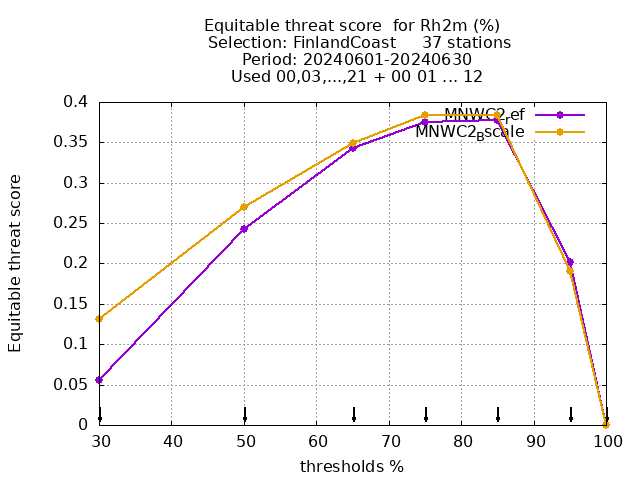 Equitable threat score  for Rh2m (%)
Selection: FinlandCoast     37 stations
Period: 20240601-20240630
Used 00,03,...,21 + 00 01 ... 12
MNWC2ref
MNWC2Bscale
Equitable threat score
0.4
0.35
0.3
0.25
0.2
0.15
0.1
0.05
0
30 40 50 60 70 80 90 100
thresholds %